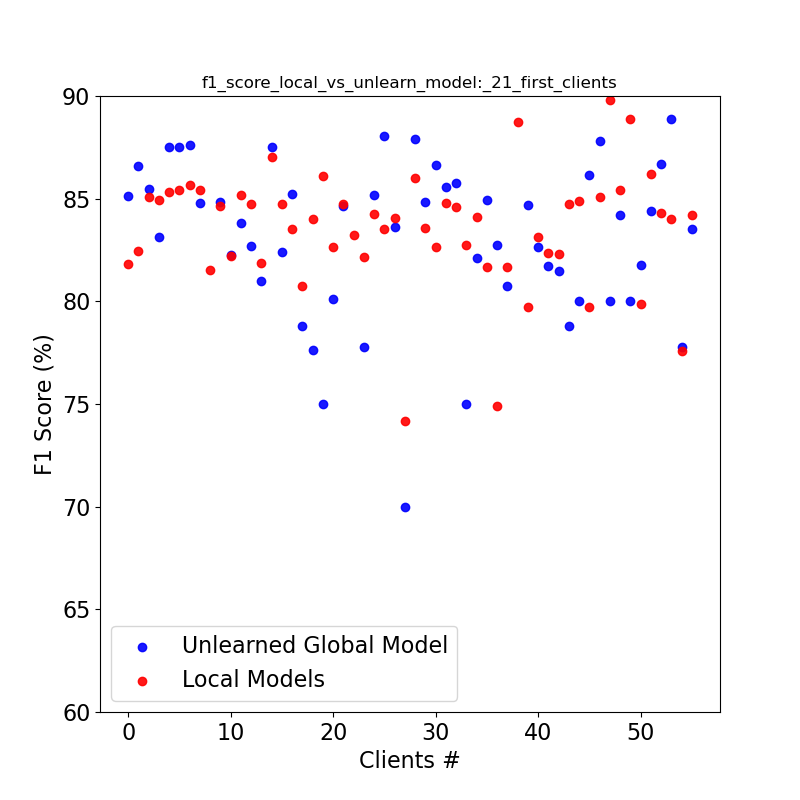 f1_score_local_vs_unlearn_model:_21_first_clients
90
85
80
75
70
65
60
F1 Score (%)
Unlearned Global Model
Local Models
0 10 20 30 40 50
Clients #